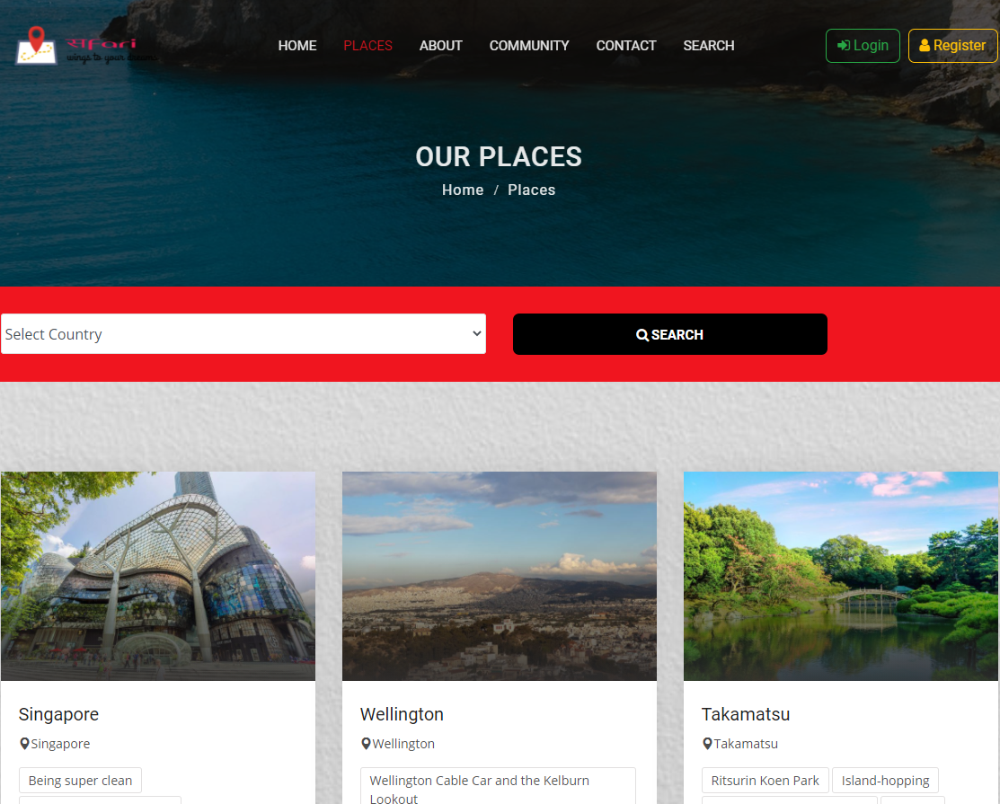 सफari
wings to your dreams
HOME PLACES ABOUT COMMUNITY CONTACT SEARCH Login Register
OUR PLACES
Home / Places
Select Country SEARCH
Singapore
Singapore
Being super clean
Wellington
Wellington
Wellington Cable Car and the Kelburn
Lookout
Takamatsu
Takamatsu
Ritsurin Koen Park Island-hopping